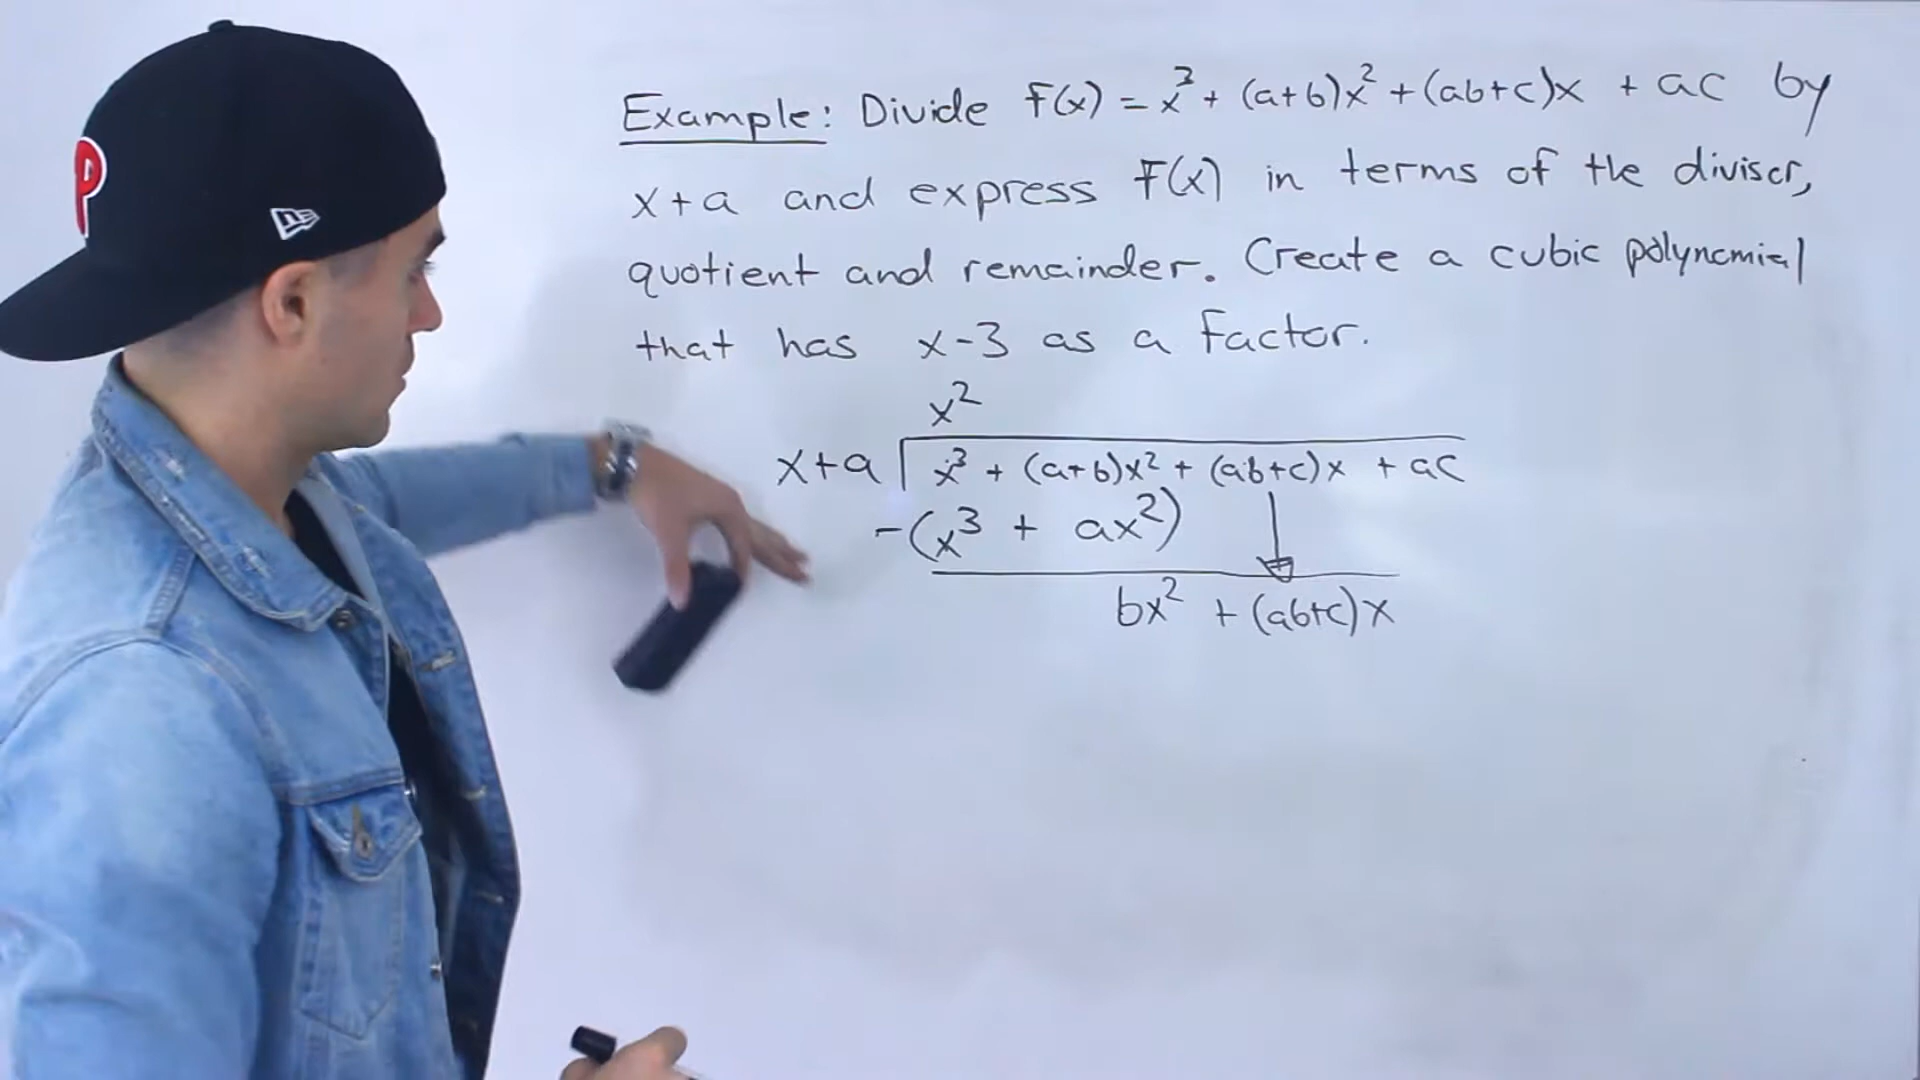 P
Example: Divide f(x) = x³ + (a+b)x² + (ab+c)x + ac by
x+a and express f(x) in terms of the divisor,
quotient and remainder. Create a cubic polynomial
that has x-3 as a factor.
x²
x+a x³ + (a+b)x² + (ab+c)x + ac
-(x³ + ax²)
bx² + (ab+c)x